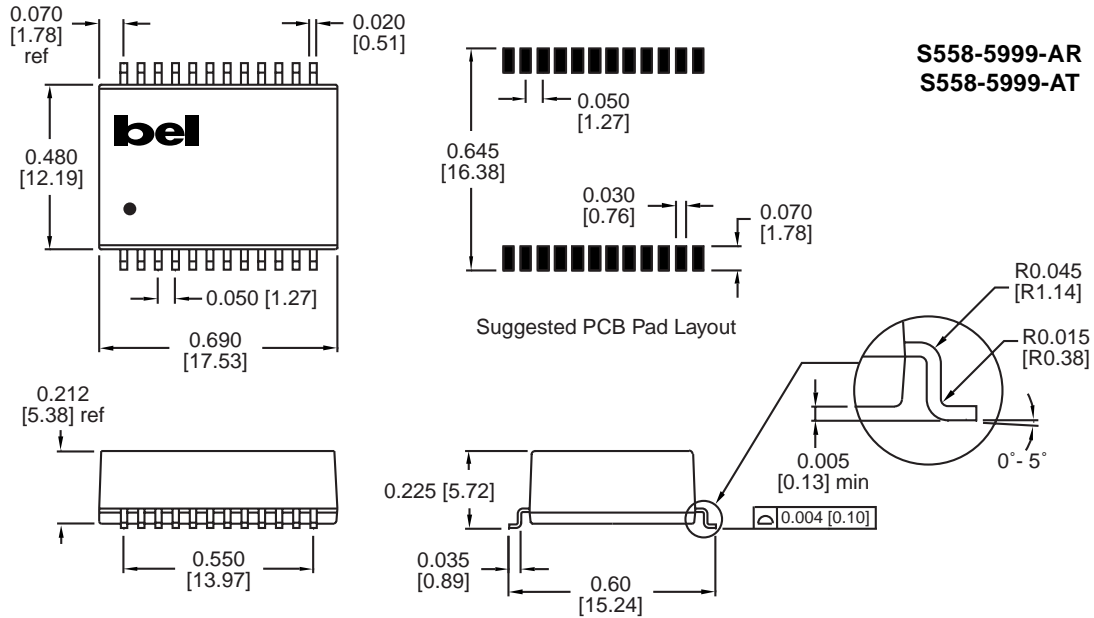 0.070
[1.78]
ref
0.020
[0.51]
S558-5999-AR
S558-5999-AT
bel
0.480
[12.19]
0.050 [1.27]
0.690
[17.53]
0.050
[1.27]
0.645
[16.38]
0.030
[0.76]
0.070
[1.78]
Suggested PCB Pad Layout
R0.045
[R1.14]
R0.015
[R0.38]
0.005
[0.13] min
0°- 5°
0.212
[5.38] ref
0.550
[13.97]
0.225 [5.72]
0.035
[0.89]
0.60
[15.24]
0.004 [0.10]